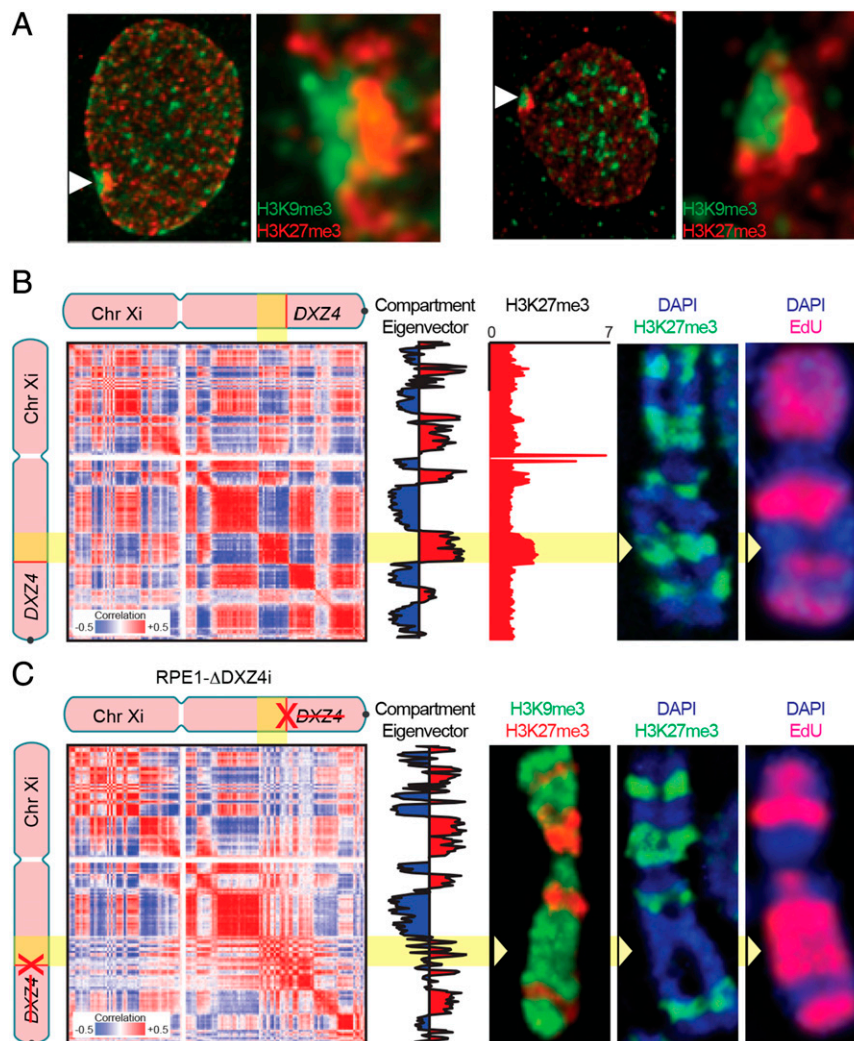 A
H3K9me3
H3K27me3
H3K9me3
H3K27me3
B
Chr Xi
DXZ4
Compartment
Eigenvector
H3K27me3
0
7
DAPI
H3K27me3
DAPI
EdU
Chr Xi
DXZ4
Correlation
-0.5
+0.5
C
RPE1-ΔDXZ4i
Chr Xi
DXZ4
Compartment
Eigenvector
H3K9me3
H3K27me3
DAPI
H3K27me3
DAPI
EdU
Chr Xi
DXZ4
Correlation
-0.5
+0.5